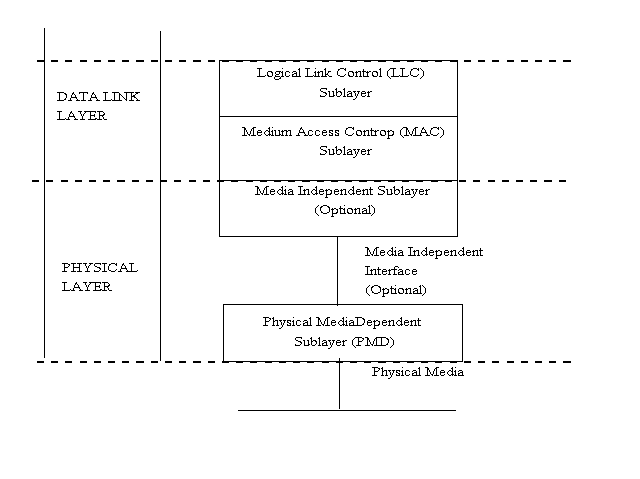 Logical Link Control (LLC)
Sublayer
DATA LINK
LAYER
Medium Access Controp (MAC)
Sublayer
Media Independent Sublayer
(Optional)
Media Independent
Interface
(Optional)
PHYSICAL
LAYER
Physical MediaDependent
Sublayer (PMD)
Physical Media